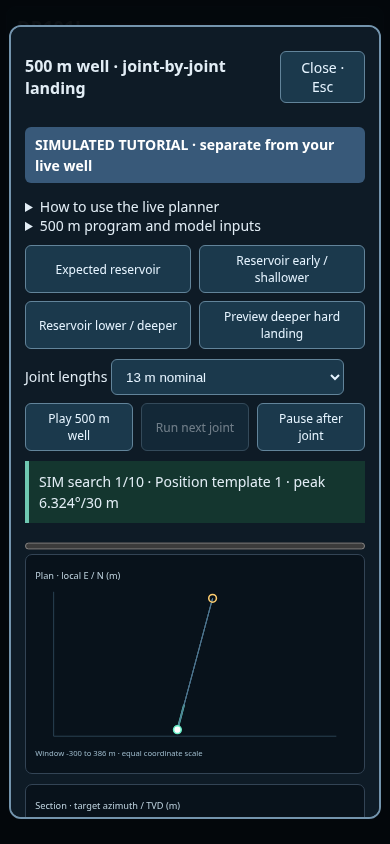 500 m well · joint-by-joint
landing
Close ·
Esc
SIMULATED TUTORIAL · separate from your
live well
▶ How to use the live planner
▶ 500 m program and model inputs
Expected reservoir
Reservoir early /
shallower
Reservoir lower / deeper
Preview deeper hard
landing
Joint lengths
13 m nominal
Play 500 m
well
Run next joint
Pause after
joint
SIM search 1/10 · Position template 1 · peak
6.324°/30 m
Plan · local E / N (m)
Window -300 to 386 m · equal coordinate scale
Section · target azimuth / TVD (m)